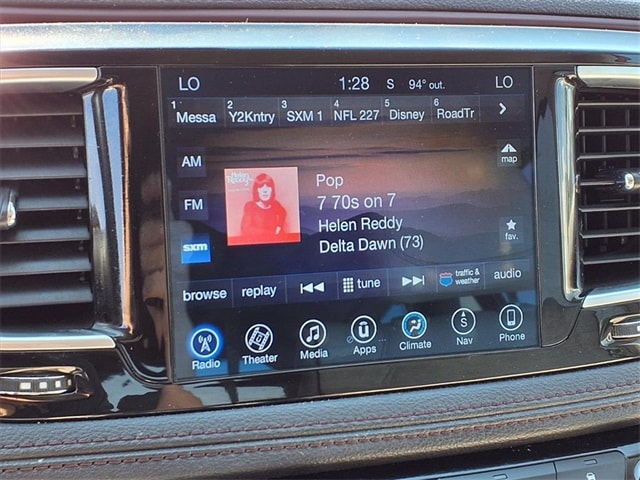 LO 1:28 S 94° out. LO
1 Messa 2 Y2Kntry 3 SXM 1 4 NFL 227 5 Disney 6 RoadTr
AM
map
Pop
Helen
Reddy
7 70s on 7
FM
Helen Reddy
fav.
Delta Dawn (73)
sxm
browse replay tune traffic & weather audio
Radio Theater Media Apps Climate S Nav Phone